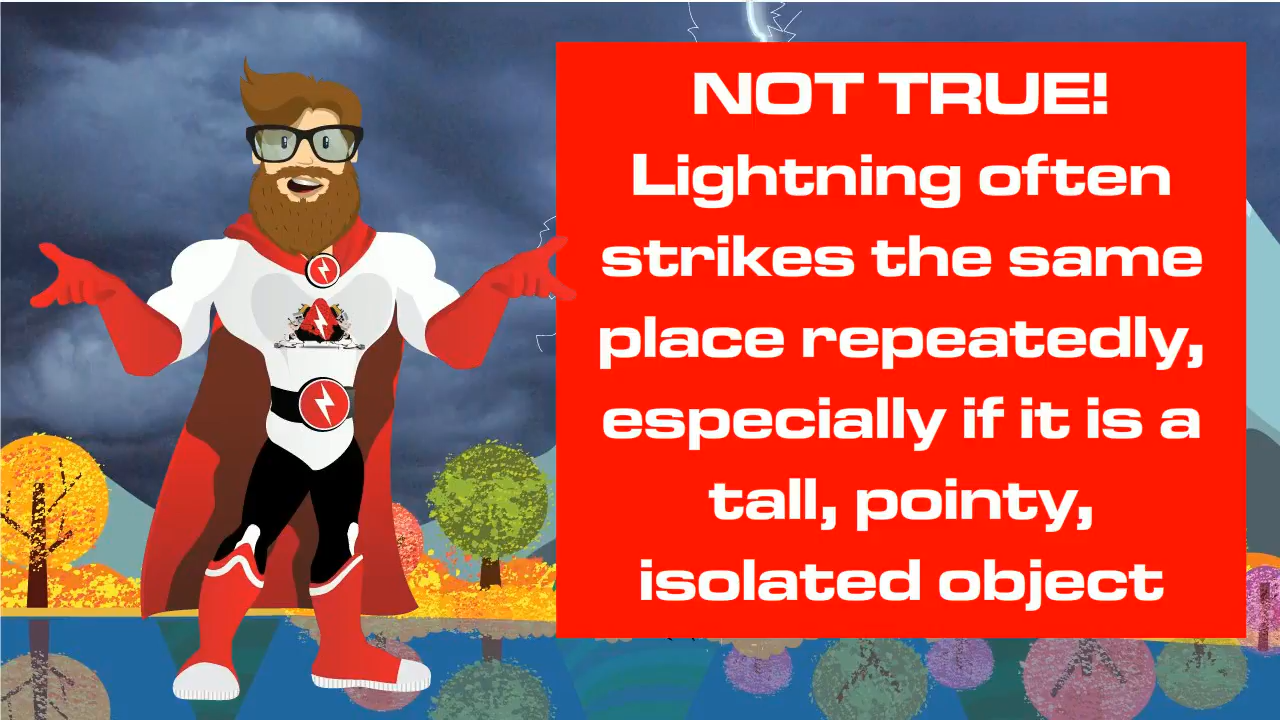 NOT TRUE!
Lightning often
strikes the same
place repeatedly,
especially if it is a
tall, pointy,
isolated object